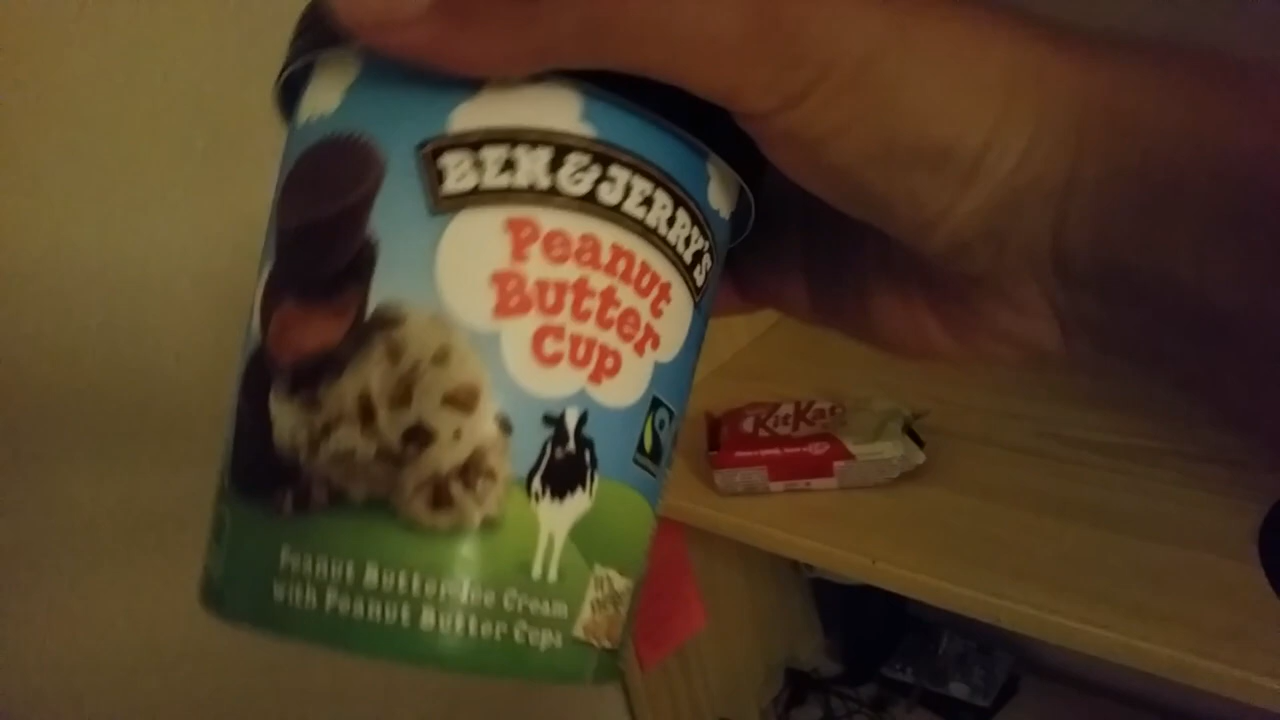 BEN & JERRY'S
Peanut
Butter
Cup
Peanut Butter Ice Cream
with Peanut Butter Cups
KitKat